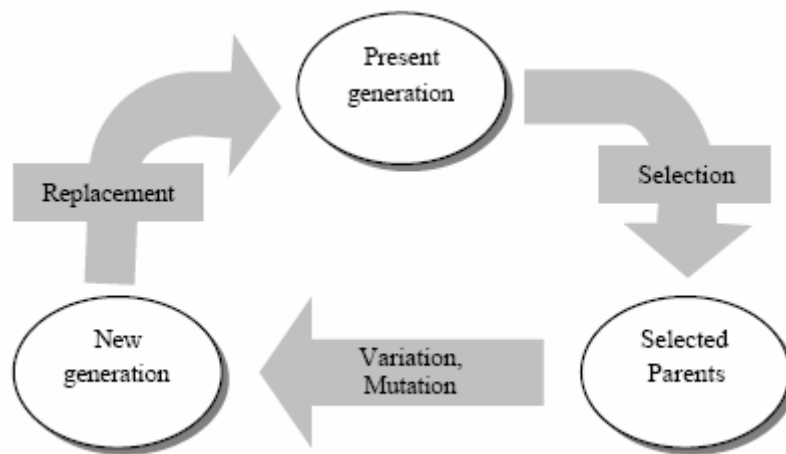 Present
generation
Replacement
Selection
New
generation
Variation,
Mutation
Selected
Parents